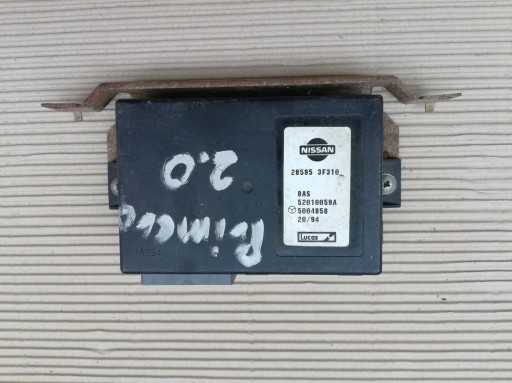 NISSAN
28595 3F310
8AS
52010059A
5004858
20/94
Lucas
Primera
2.0